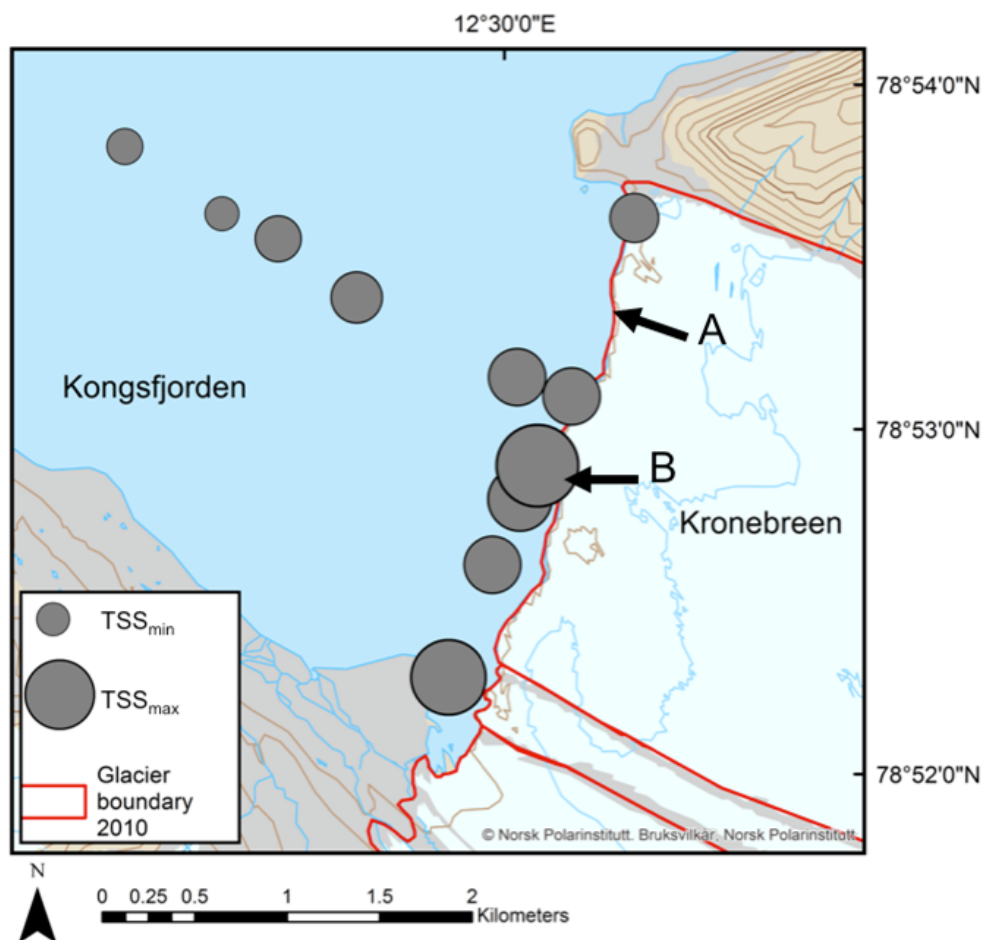 12°30'0"E
78°54'0"N
A
Kongsfjorden
78°53'0"N
B
Kronebreen
TSSmin
TSSmax
Glacier
boundary
2010
78°52'0"N
© Norsk Polarinstitutt. Bruksvilkår. Norsk Polarinstitutt
N
0 0.25 0.5 1 1.5 2
Kilometers